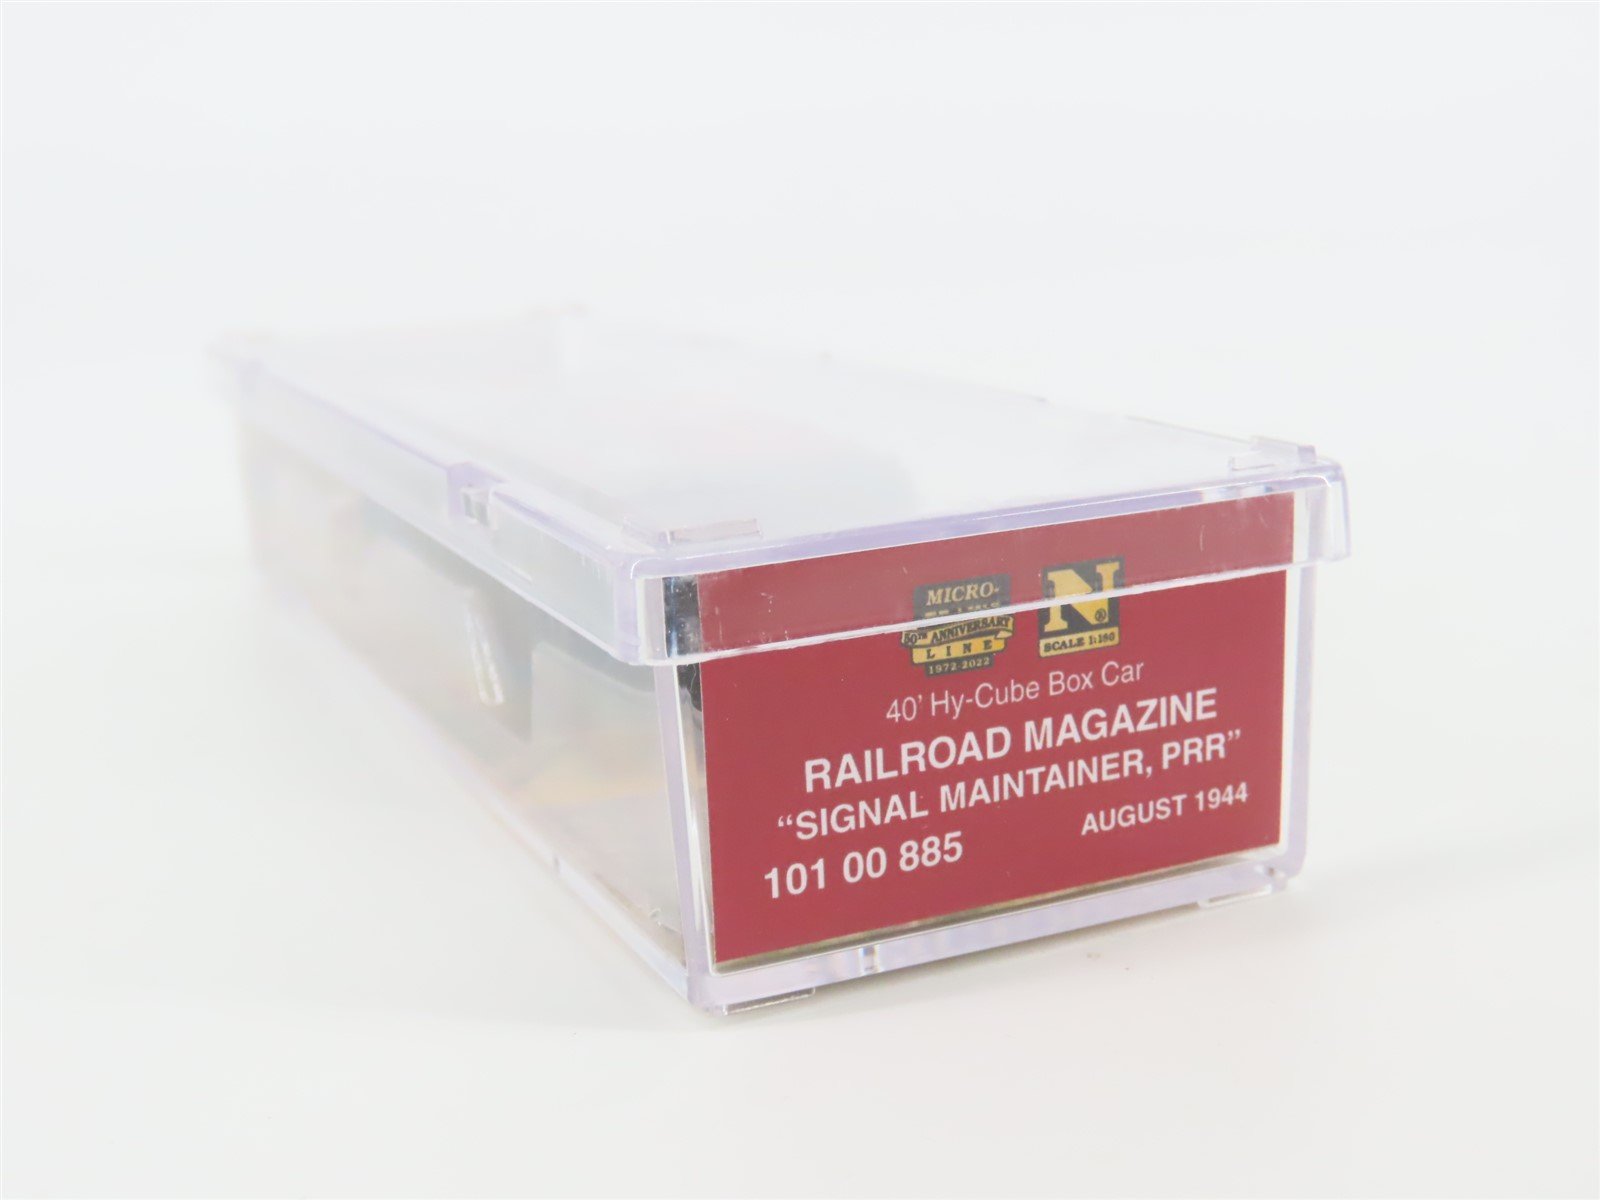 MICRO-
50TH ANNIVERSARY
LINE
1972-2022
N®
SCALE 1:160
40' Hy-Cube Box Car
RAILROAD MAGAZINE
“SIGNAL MAINTAINER, PRR”
101 00 885
AUGUST 1944